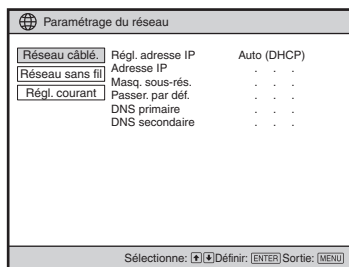 Paramétrage du réseau
Réseau câblé. Régl. adresse IP Auto (DHCP)
Réseau sans fil Adresse IP . . .
Régl. courant Masq. sous-rés. . . .
Passer. par déf. . . .
DNS primaire . . .
DNS secondaire . . .
Sélectionne: Définir: ENTER Sortie: MENU